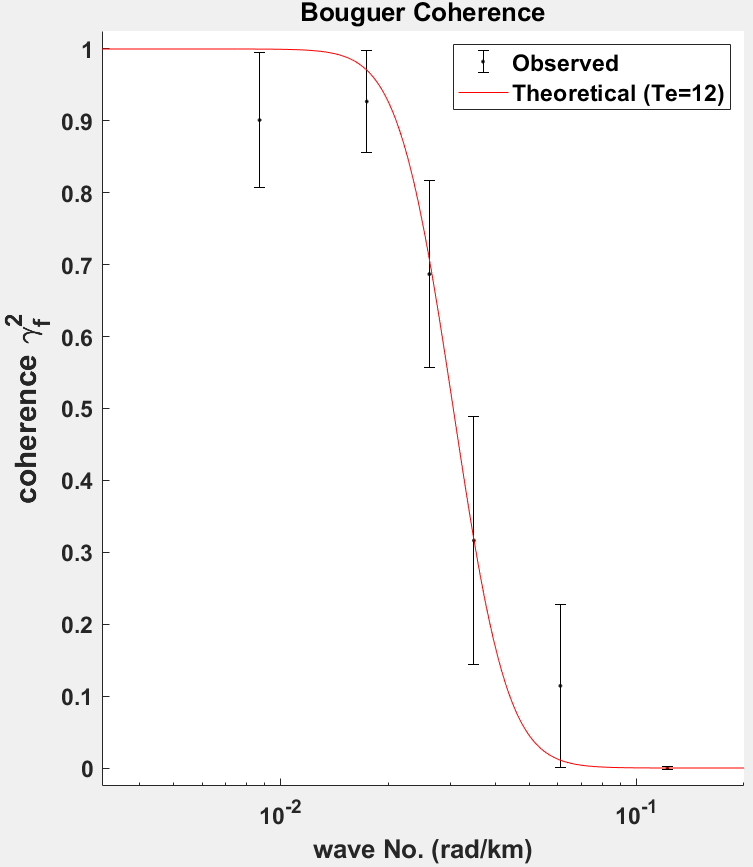 Bouguer Coherence
Observed
Theoretical (Te=12)
1
0.9
0.8
0.7
0.6
0.5
0.4
0.3
0.2
0.1
0
coherence γ_f^2
10^-2
10^-1
wave No. (rad/km)